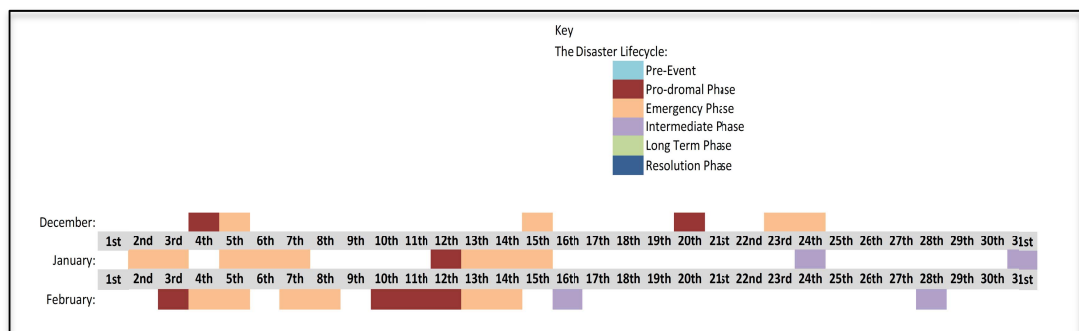 Key
The Disaster Lifecycle:
Pre-Event
Pro-dromal Phase
Emergency Phase
Intermediate Phase
Long Term Phase
Resolution Phase
December:
1st 2nd 3rd 4th 5th 6th 7th 8th 9th 10th 11th 12th 13th 14th 15th 16th 17th 18th 19th 20th 21st 22nd 23rd 24th 25th 26th 27th 28th 29th 30th 31st
January:
1st 2nd 3rd 4th 5th 6th 7th 8th 9th 10th 11th 12th 13th 14th 15th 16th 17th 18th 19th 20th 21st 22nd 23rd 24th 25th 26th 27th 28th 29th 30th 31st
February: